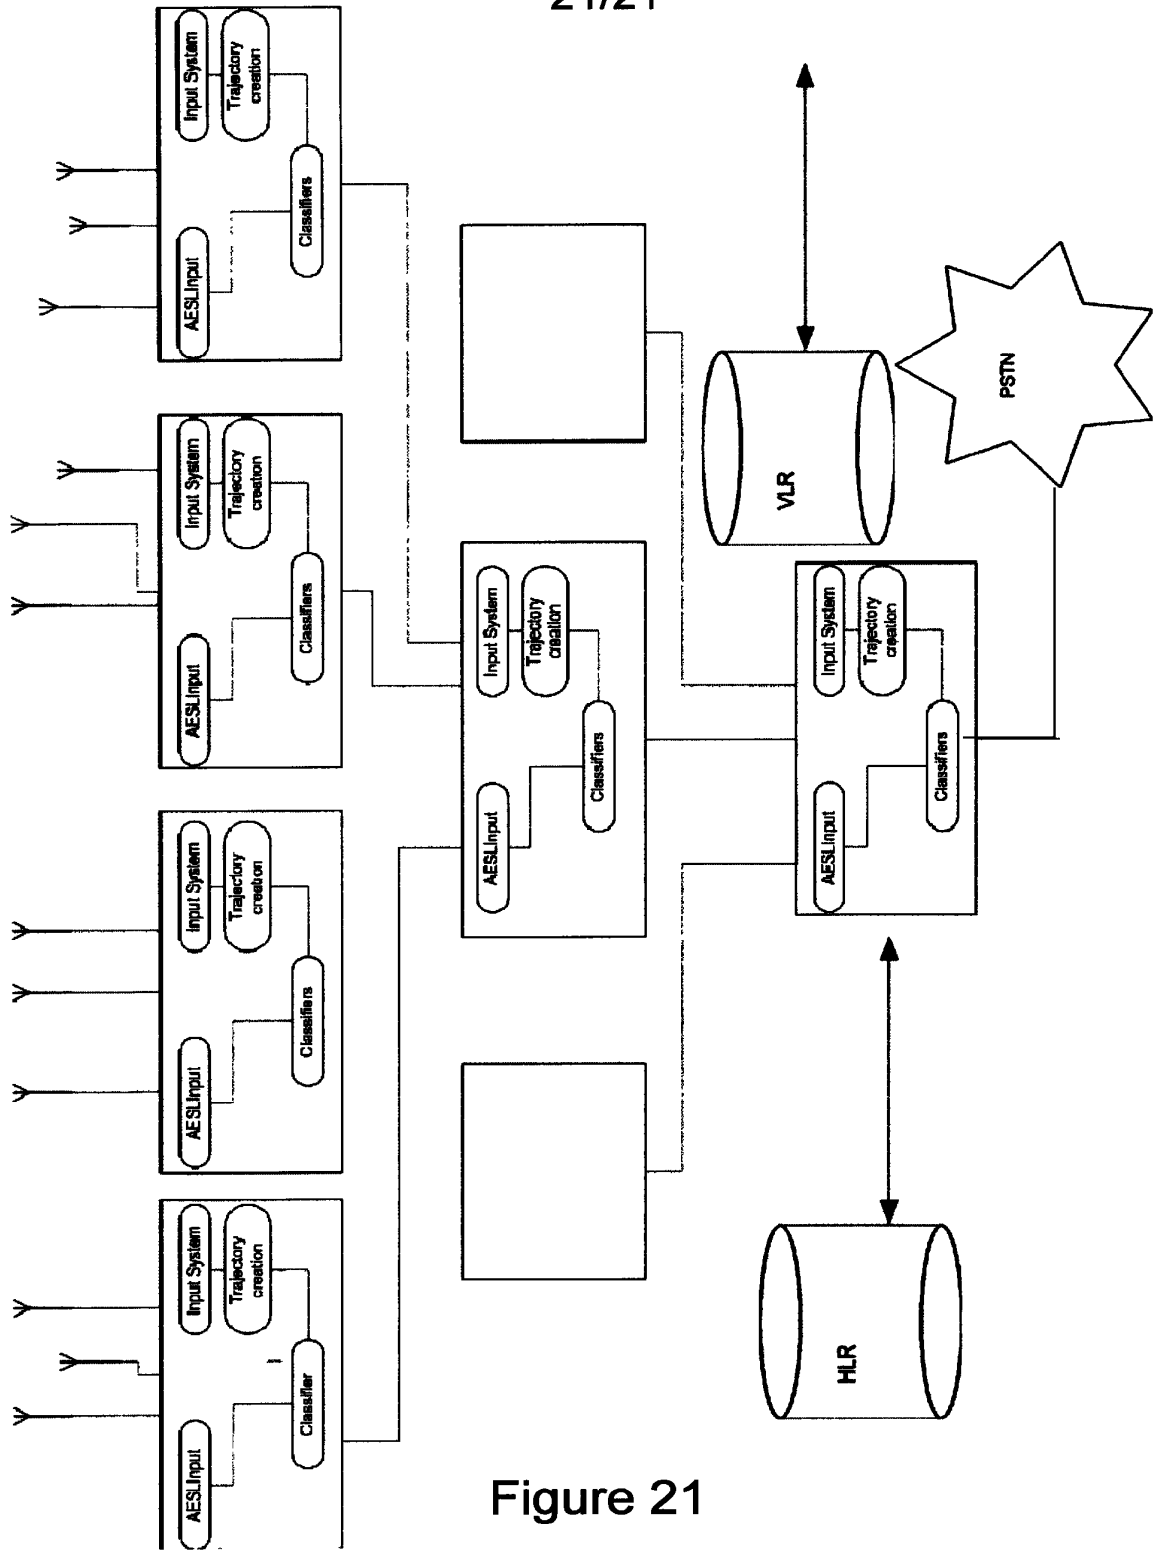 21/21
Input System
Trajectory
creation
AESLInput
Classifiers
Input System
Trajectory
creation
AESLInput
Classifiers
Input System
Trajectory
creation
AESLInput
Classifiers
Input System
Trajectory
creation
AESLInput
Classifier
Input System
Trajectory
creation
AESLInput
Classifiers
Input System
Trajectory
creation
AESLInput
Classifiers
VLR
PSTN
HLR
Figure 21